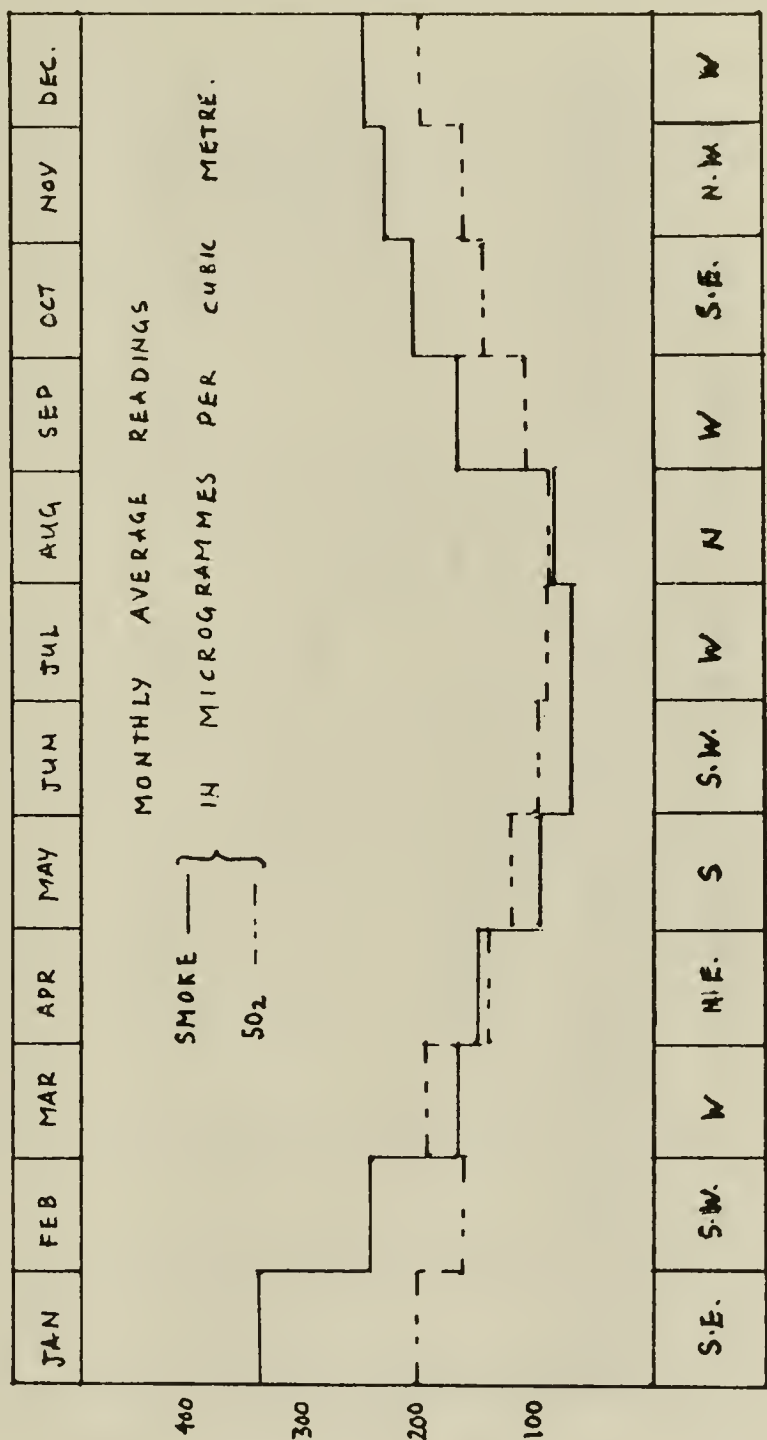 JAN FEB MAR APR MAY JUN JUL AUG SEP OCT NOV DEC.
MONTHLY AVERAGE READINGS
SMOKE
IN MICROGRAMMES PER CUBIC METRE.
SO2
400
300
200
100
S.E. S.W. W N.E. S S.W. W N W S.E. N.W W